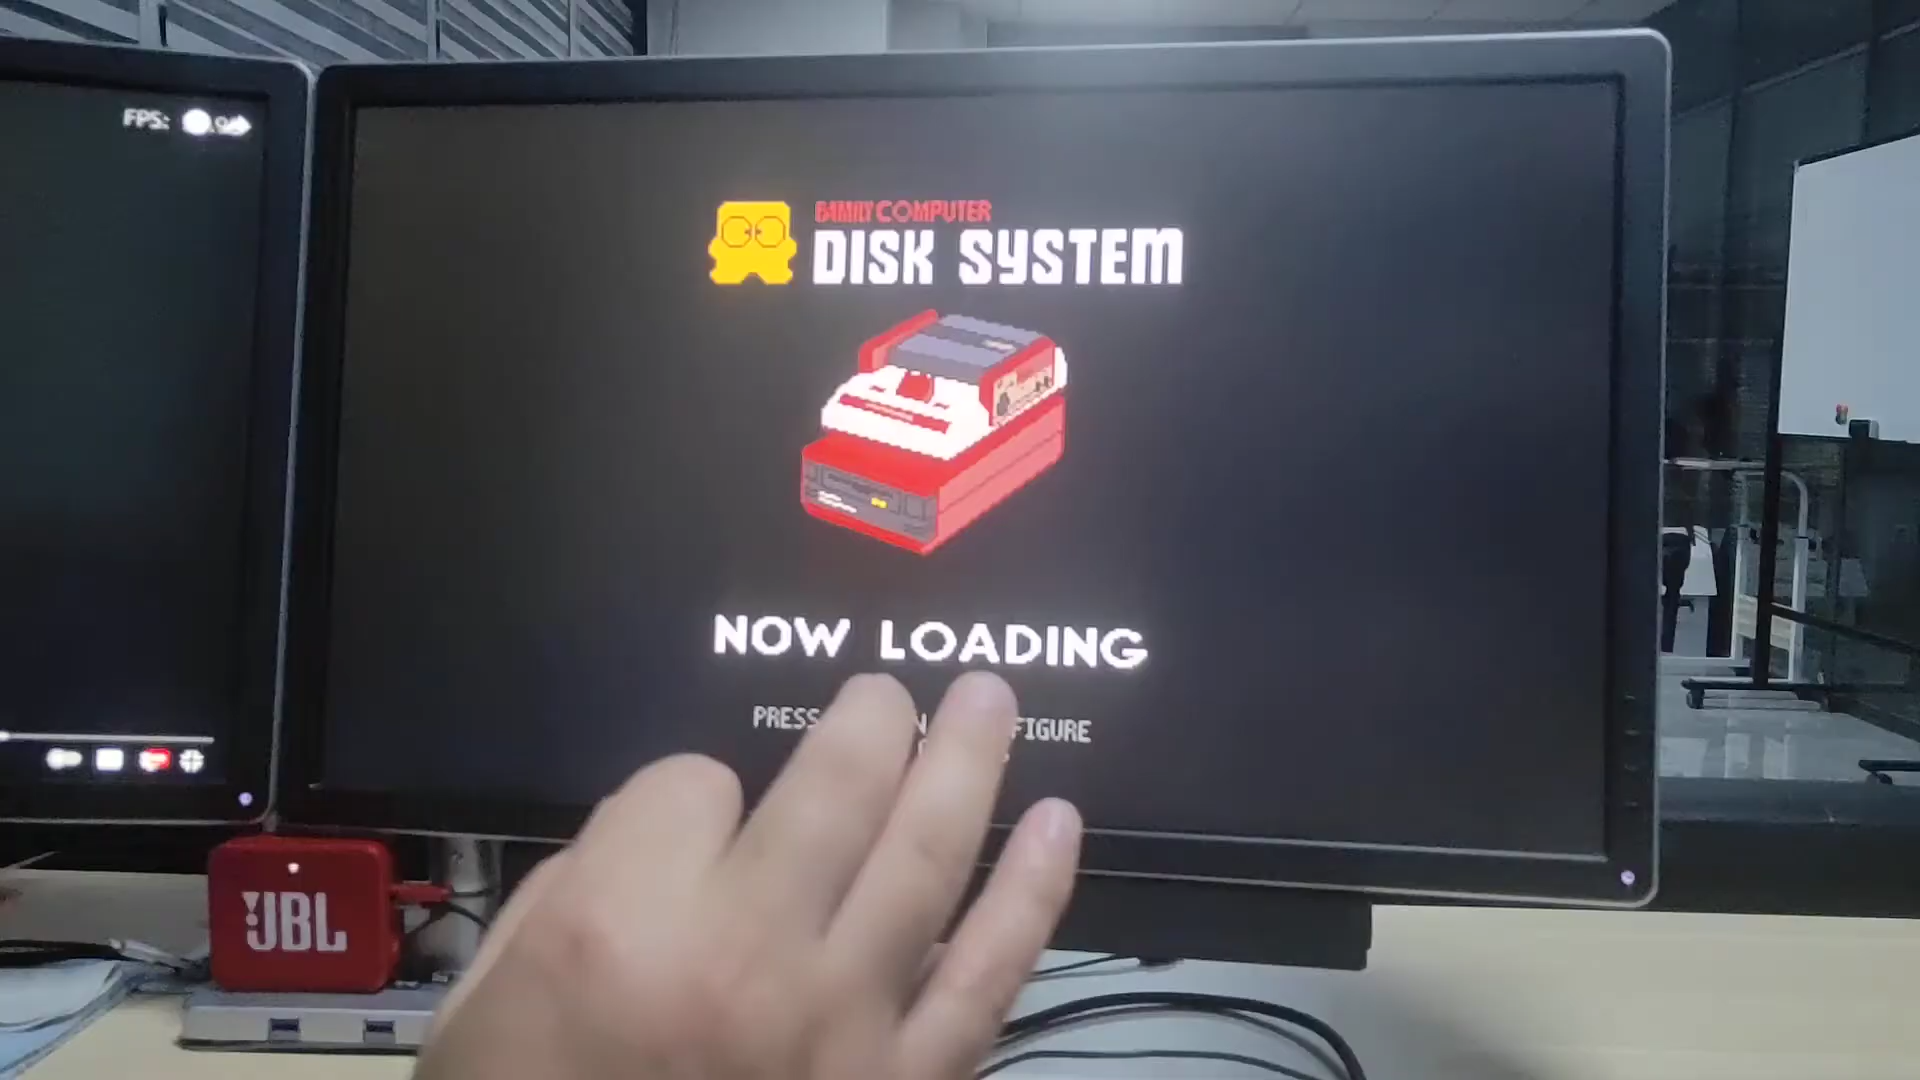 FPS:
FAMILY COMPUTER
DISK SYSTEM
NOW LOADING
PRESS
FIGURE
JBL